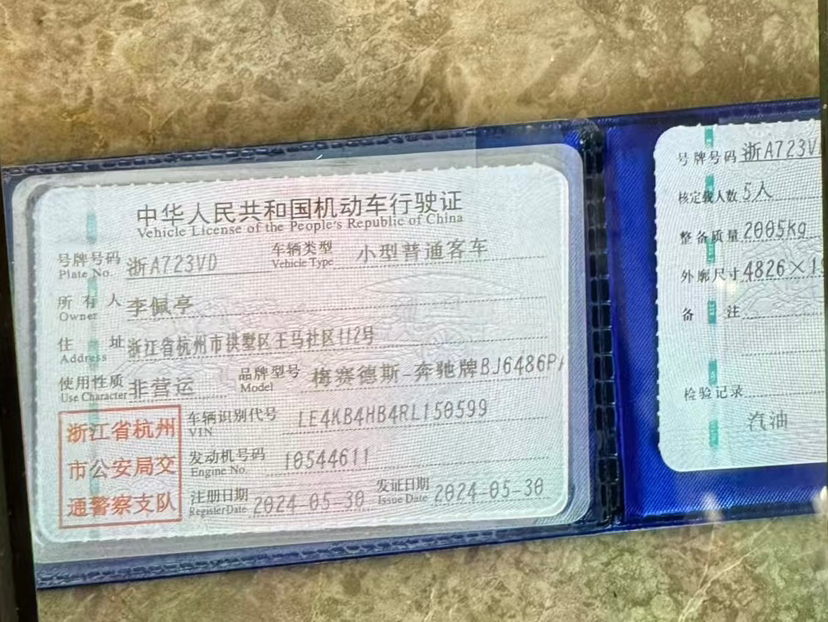 中华人民共和国机动车行驶证
Vehicle License of the People's Republic of China
号牌号码 浙A723VD 车辆类型 小型普通客车
Plate No. Vehicle Type
所有人 李佩亭
Owner
住址 浙江省杭州市拱墅区王马社区112号
Address
使用性质 非营运 品牌型号 梅赛德斯-奔驰牌BJ6486P
Use Character Model
浙江省杭州
市公安局交
通警察支队
车辆识别代号 LE4KB4HB4RL150599
VIN
发动机号码 10544611
Engine No.
注册日期 2024-05-30 发证日期 2024-05-30
Register Date Issue Date
号牌号码 浙A723V
核定载人数 5人
整备质量 2005kg
外廓尺寸 4826×1
备注
检验记录
汽油